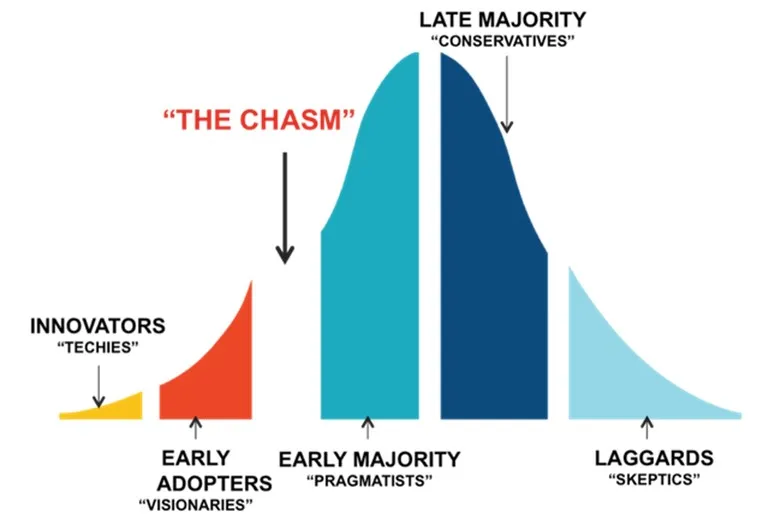 LATE MAJORITY
“CONSERVATIVES”
“THE CHASM”
INNOVATORS
“TECHIES”
EARLY
ADOPTERS
“VISIONARIES”
EARLY MAJORITY
“PRAGMATISTS”
LAGGARDS
“SKEPTICS”